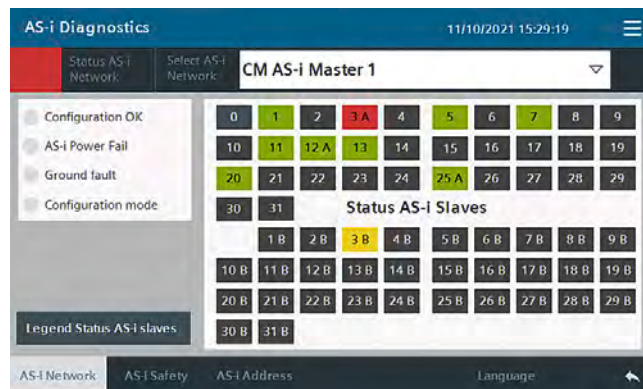 AS-i Diagnostics 11/10/2021 15:29:19
Status AS-i Network Select AS-i Network CM AS-i Master 1
Configuration OK
AS-i Power Fail
Ground fault
Configuration mode
0 1 2 3 A 4 5 6 7 8 9
10 11 12 A 13 14 15 16 17 18 19
20 21 22 23 24 25 A 26 27 28 29
30 31 Status AS-i Slaves
1 B 2 B 3 B 4 B 5 B 6 B 7 B 8 B 9 B
10 B 11 B 12 B 13 B 14 B 15 B 16 B 17 B 18 B 19 B
20 B 21 B 22 B 23 B 24 B 25 B 26 B 27 B 28 B 29 B
30 B 31 B
Legend Status AS-i slaves
AS-i Network AS-i Safety AS-i Address Language